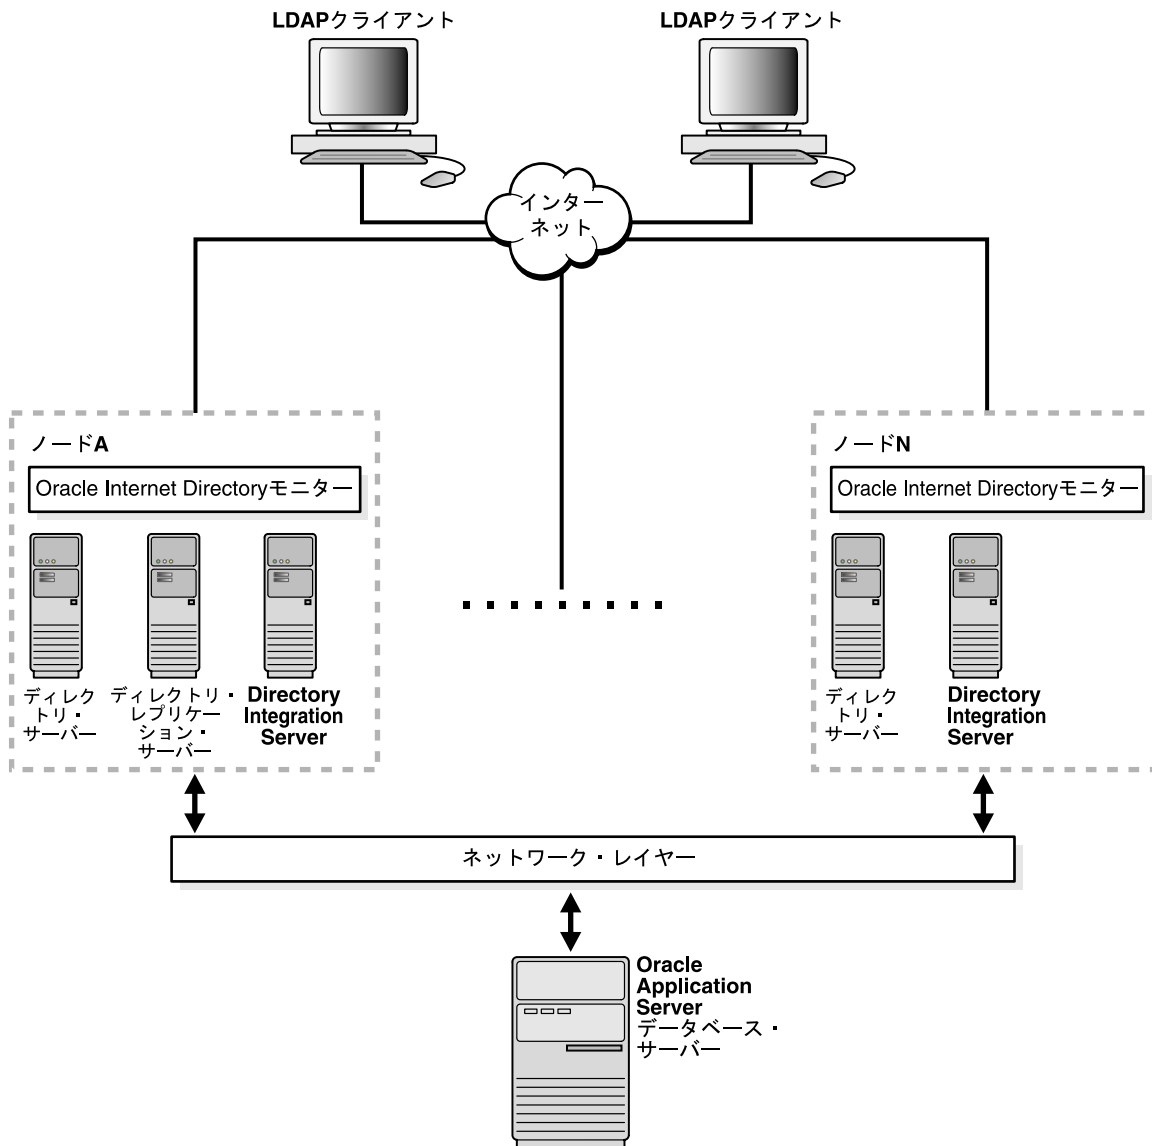 LDAPクライアント
LDAPクライアント
インター
ネット
ノードA
Oracle Internet Directoryモニター
ディレク
トリ・
サーバー
ディレクトリ・
レプリケー
ション・
サーバー
Directory
Integration
Server
ノードN
Oracle Internet Directoryモニター
ディレク
トリ・
サーバー
Directory
Integration
Server
ネットワーク・レイヤー
Oracle
Application
Server
データベース・
サーバー